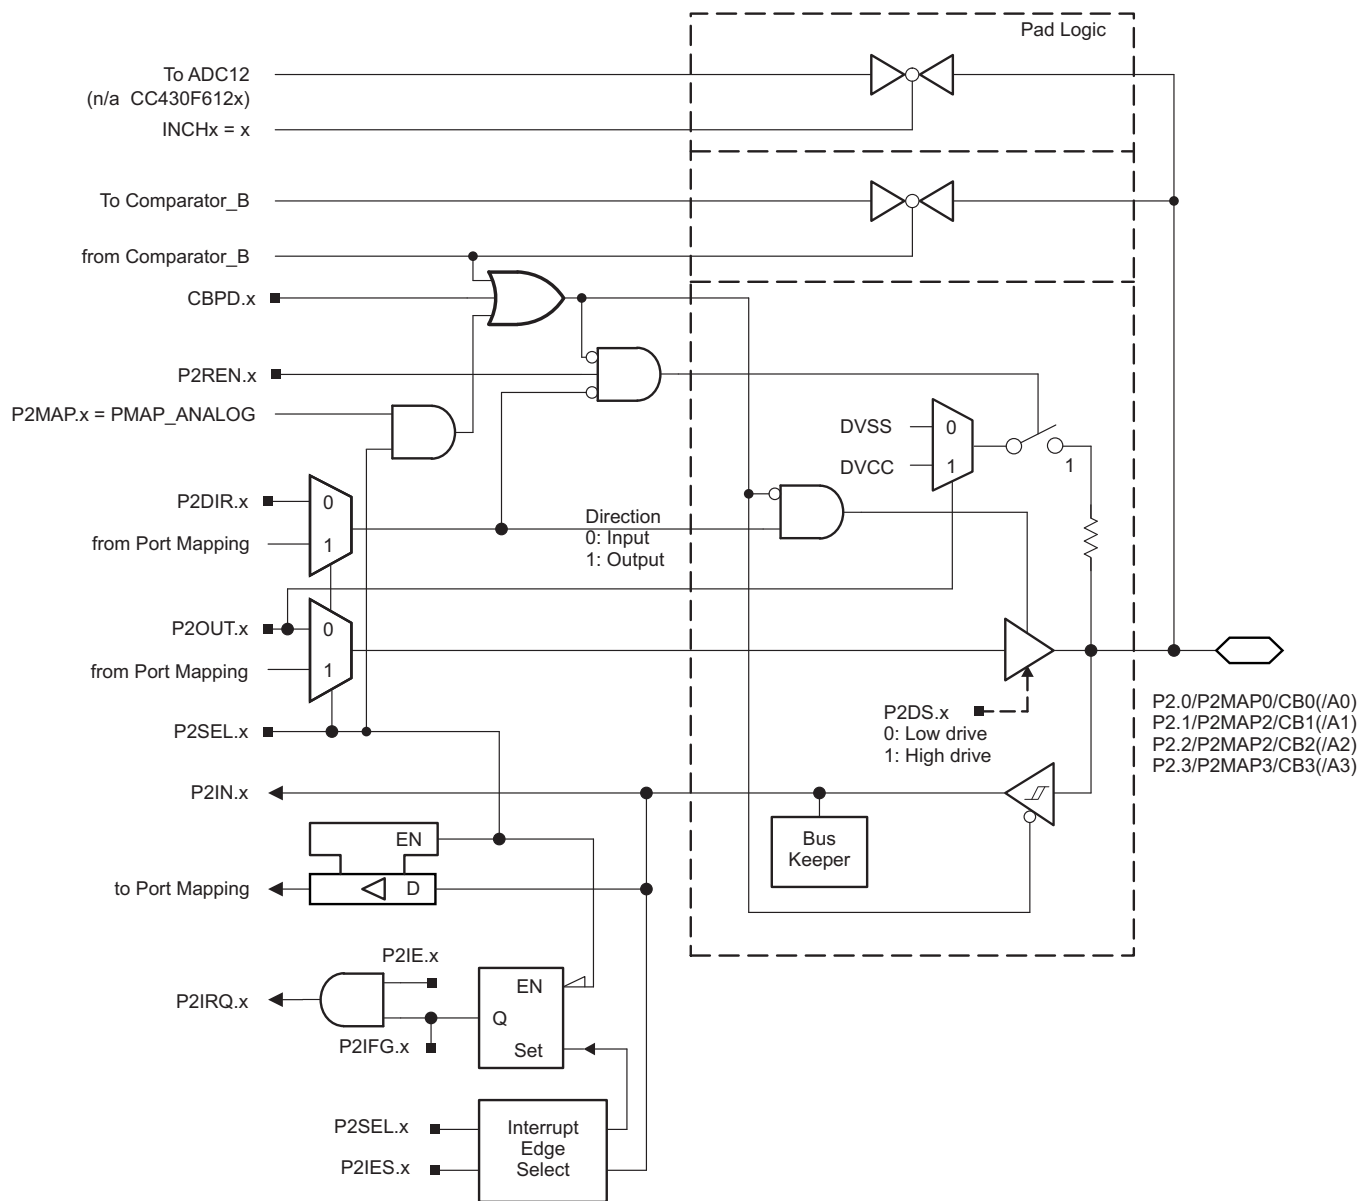 Pad Logic
To ADC12
(n/a CC430F612x)
INCHx = x
To Comparator_B
from Comparator_B
CBPD.x
P2REN.x
P2MAP.x = PMAP_ANALOG
DVSS
0
DVCC
1
1
P2DIR.x
0
from Port Mapping
1
Direction
0: Input
1: Output
P2OUT.x
0
from Port Mapping
1
P2SEL.x
P2DS.x
0: Low drive
1: High drive
P2.0/P2MAP0/CB0(/A0)
P2.1/P2MAP2/CB1(/A1)
P2.2/P2MAP2/CB2(/A2)
P2.3/P2MAP3/CB3(/A3)
P2IN.x
Bus
Keeper
EN
to Port Mapping
D
P2IE.x
P2IRQ.x
P2IFG.x
EN
Q
Set
P2SEL.x
P2IES.x
Interrupt
Edge
Select